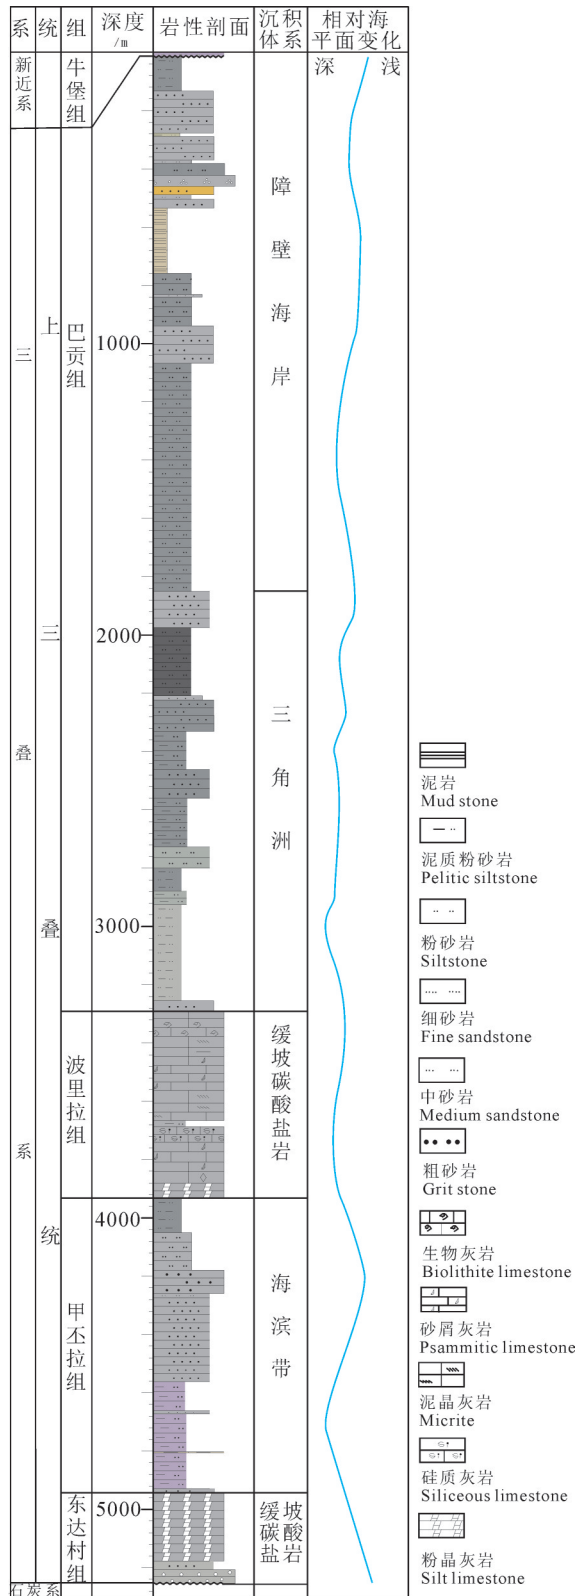 系 统 组 深度/m 岩性剖面 沉积体系 相对海平面变化
深 浅
新近系
牛堡组
三叠系
上三叠统
巴贡组
1000
障壁海岸
2000
三角洲
3000
波里拉组
缓坡碳酸盐岩
4000
甲丕拉组
海滨带
东达村组
5000
缓坡碳酸盐岩
石炭系
泥岩
Mud stone
泥质粉砂岩
Pelitic siltstone
粉砂岩
Siltstone
细砂岩
Fine sandstone
中砂岩
Medium sandstone
粗砂岩
Grit stone
生物灰岩
Biolithite limestone
砂屑灰岩
Psammitic limestone
泥晶灰岩
Micrite
硅质灰岩
Siliceous limestone
粉晶灰岩
Silt limestone